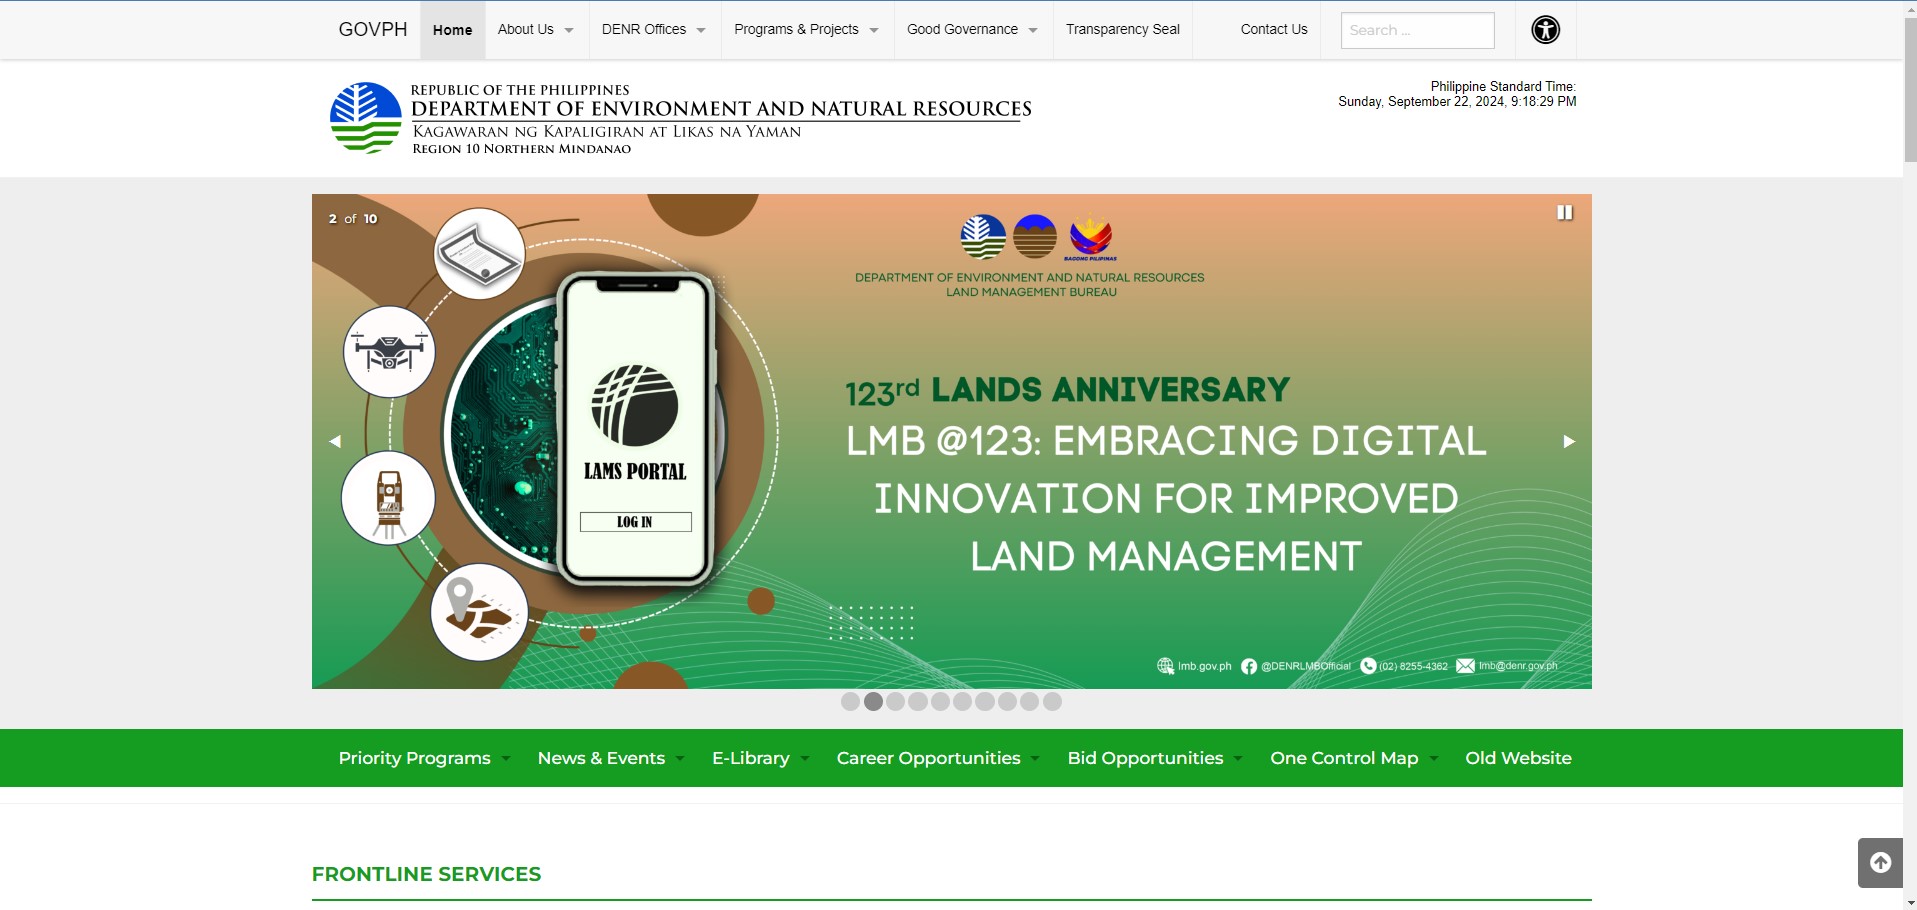 GOVPH Home About Us DENR Offices Programs & Projects Good Governance Transparency Seal Contact Us Search ...
REPUBLIC OF THE PHILIPPINES
DEPARTMENT OF ENVIRONMENT AND NATURAL RESOURCES
KAGAWARAN NG KAPALIGIRAN AT LIKAS NA YAMAN
REGION 10 NORTHERN MINDANAO
Philippine Standard Time:
Sunday, September 22, 2024, 9:18:29 PM
2 of 10
BAGONG PILIPINAS
DEPARTMENT OF ENVIRONMENT AND NATURAL RESOURCES
LAND MANAGEMENT BUREAU
LAMS PORTAL
LOG IN
123rd LANDS ANNIVERSARY
LMB @123: EMBRACING DIGITAL
INNOVATION FOR IMPROVED
LAND MANAGEMENT
lmb.gov.ph @DENRLMBOfficial (02) 8255-4362 lmb@denr.gov.ph
Priority Programs News & Events E-Library Career Opportunities Bid Opportunities One Control Map Old Website
FRONTLINE SERVICES